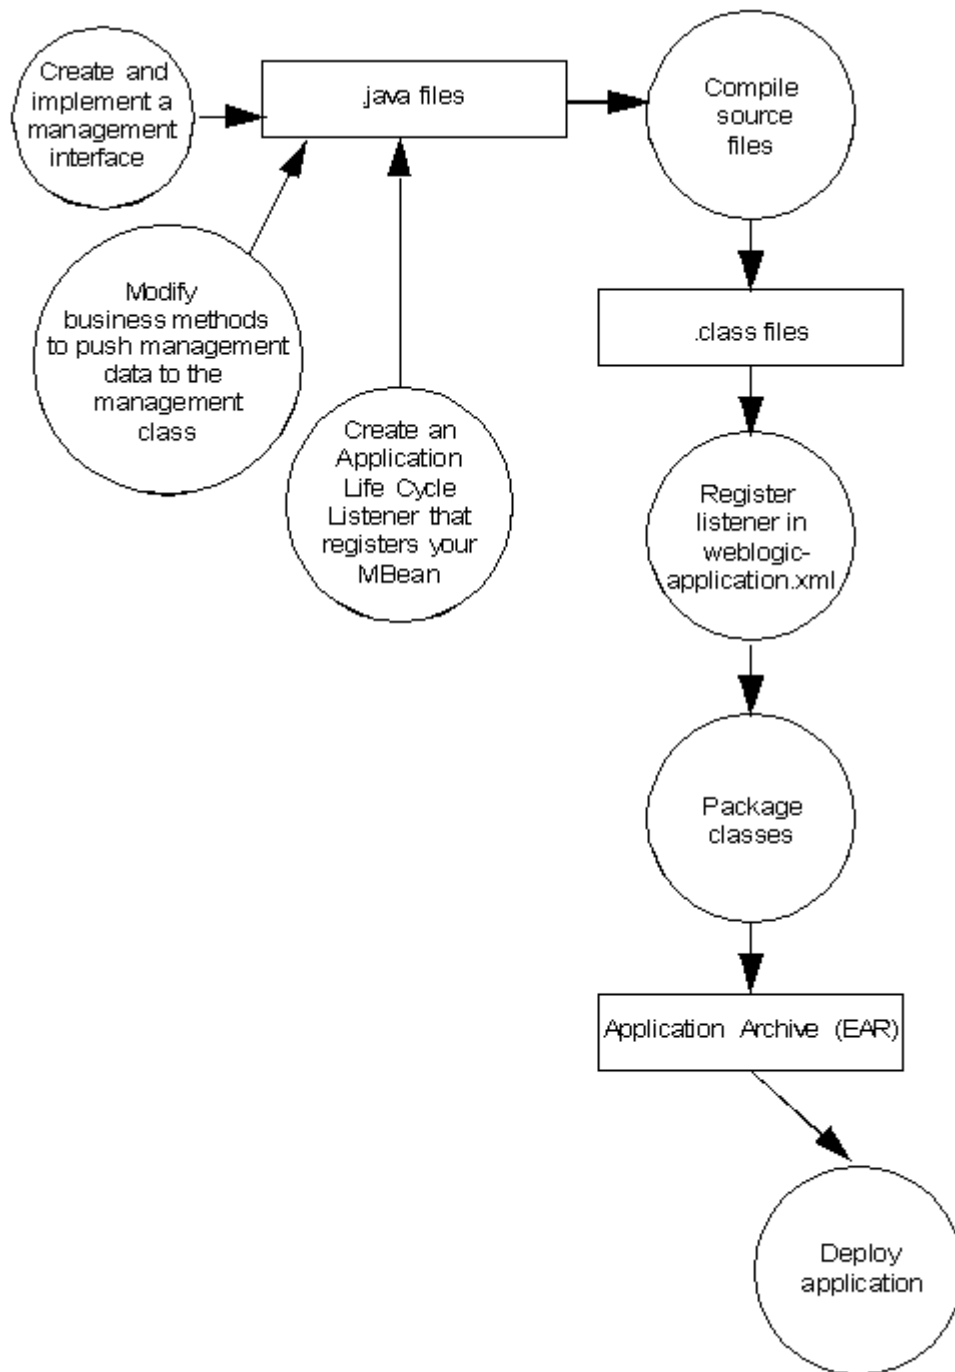 Create and
implement a
management
interface
.java files
Compile
source
files
Modify
business methods
to push management
data to the
management
class
.class files
Create an
Application
Life Cycle
Listener that
registers your
MBean
Register
listener in
weblogic-
application.xml
Package
classes
Application Archive (EAR)
Deploy
application